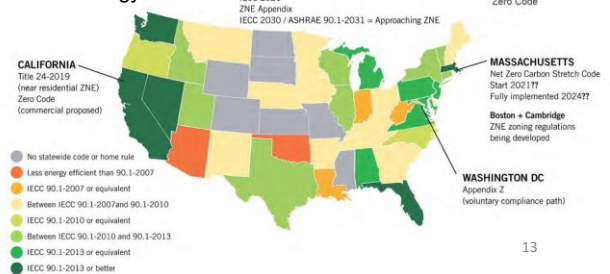 ZNE Appendix
IECC 2030 / ASHRAE 90.1-2031 = Approaching ZNE
Zero Code
CALIFORNIA
Title 24-2019
(near residential ZNE)
Zero Code
(commercial proposed)
MASSACHUSETTS
Net Zero Carbon Stretch Code
Start 2021??
Fully implemented 2024??
Boston + Cambridge
ZNE zoning regulations
being developed
WASHINGTON DC
Appendix Z
(voluntary compliance path)
No statewide code or home rule
Less energy efficient than 90.1-2007
IECC 90.1-2007 or equivalent
Between IECC 90.1-2007and 90.1-2010
IECC 90.1-2010 or equivalent
Between IECC 90.1-2010 and 90.1-2013
IECC 90.1-2013 or equivalent
IECC 90.1-2013 or better
13